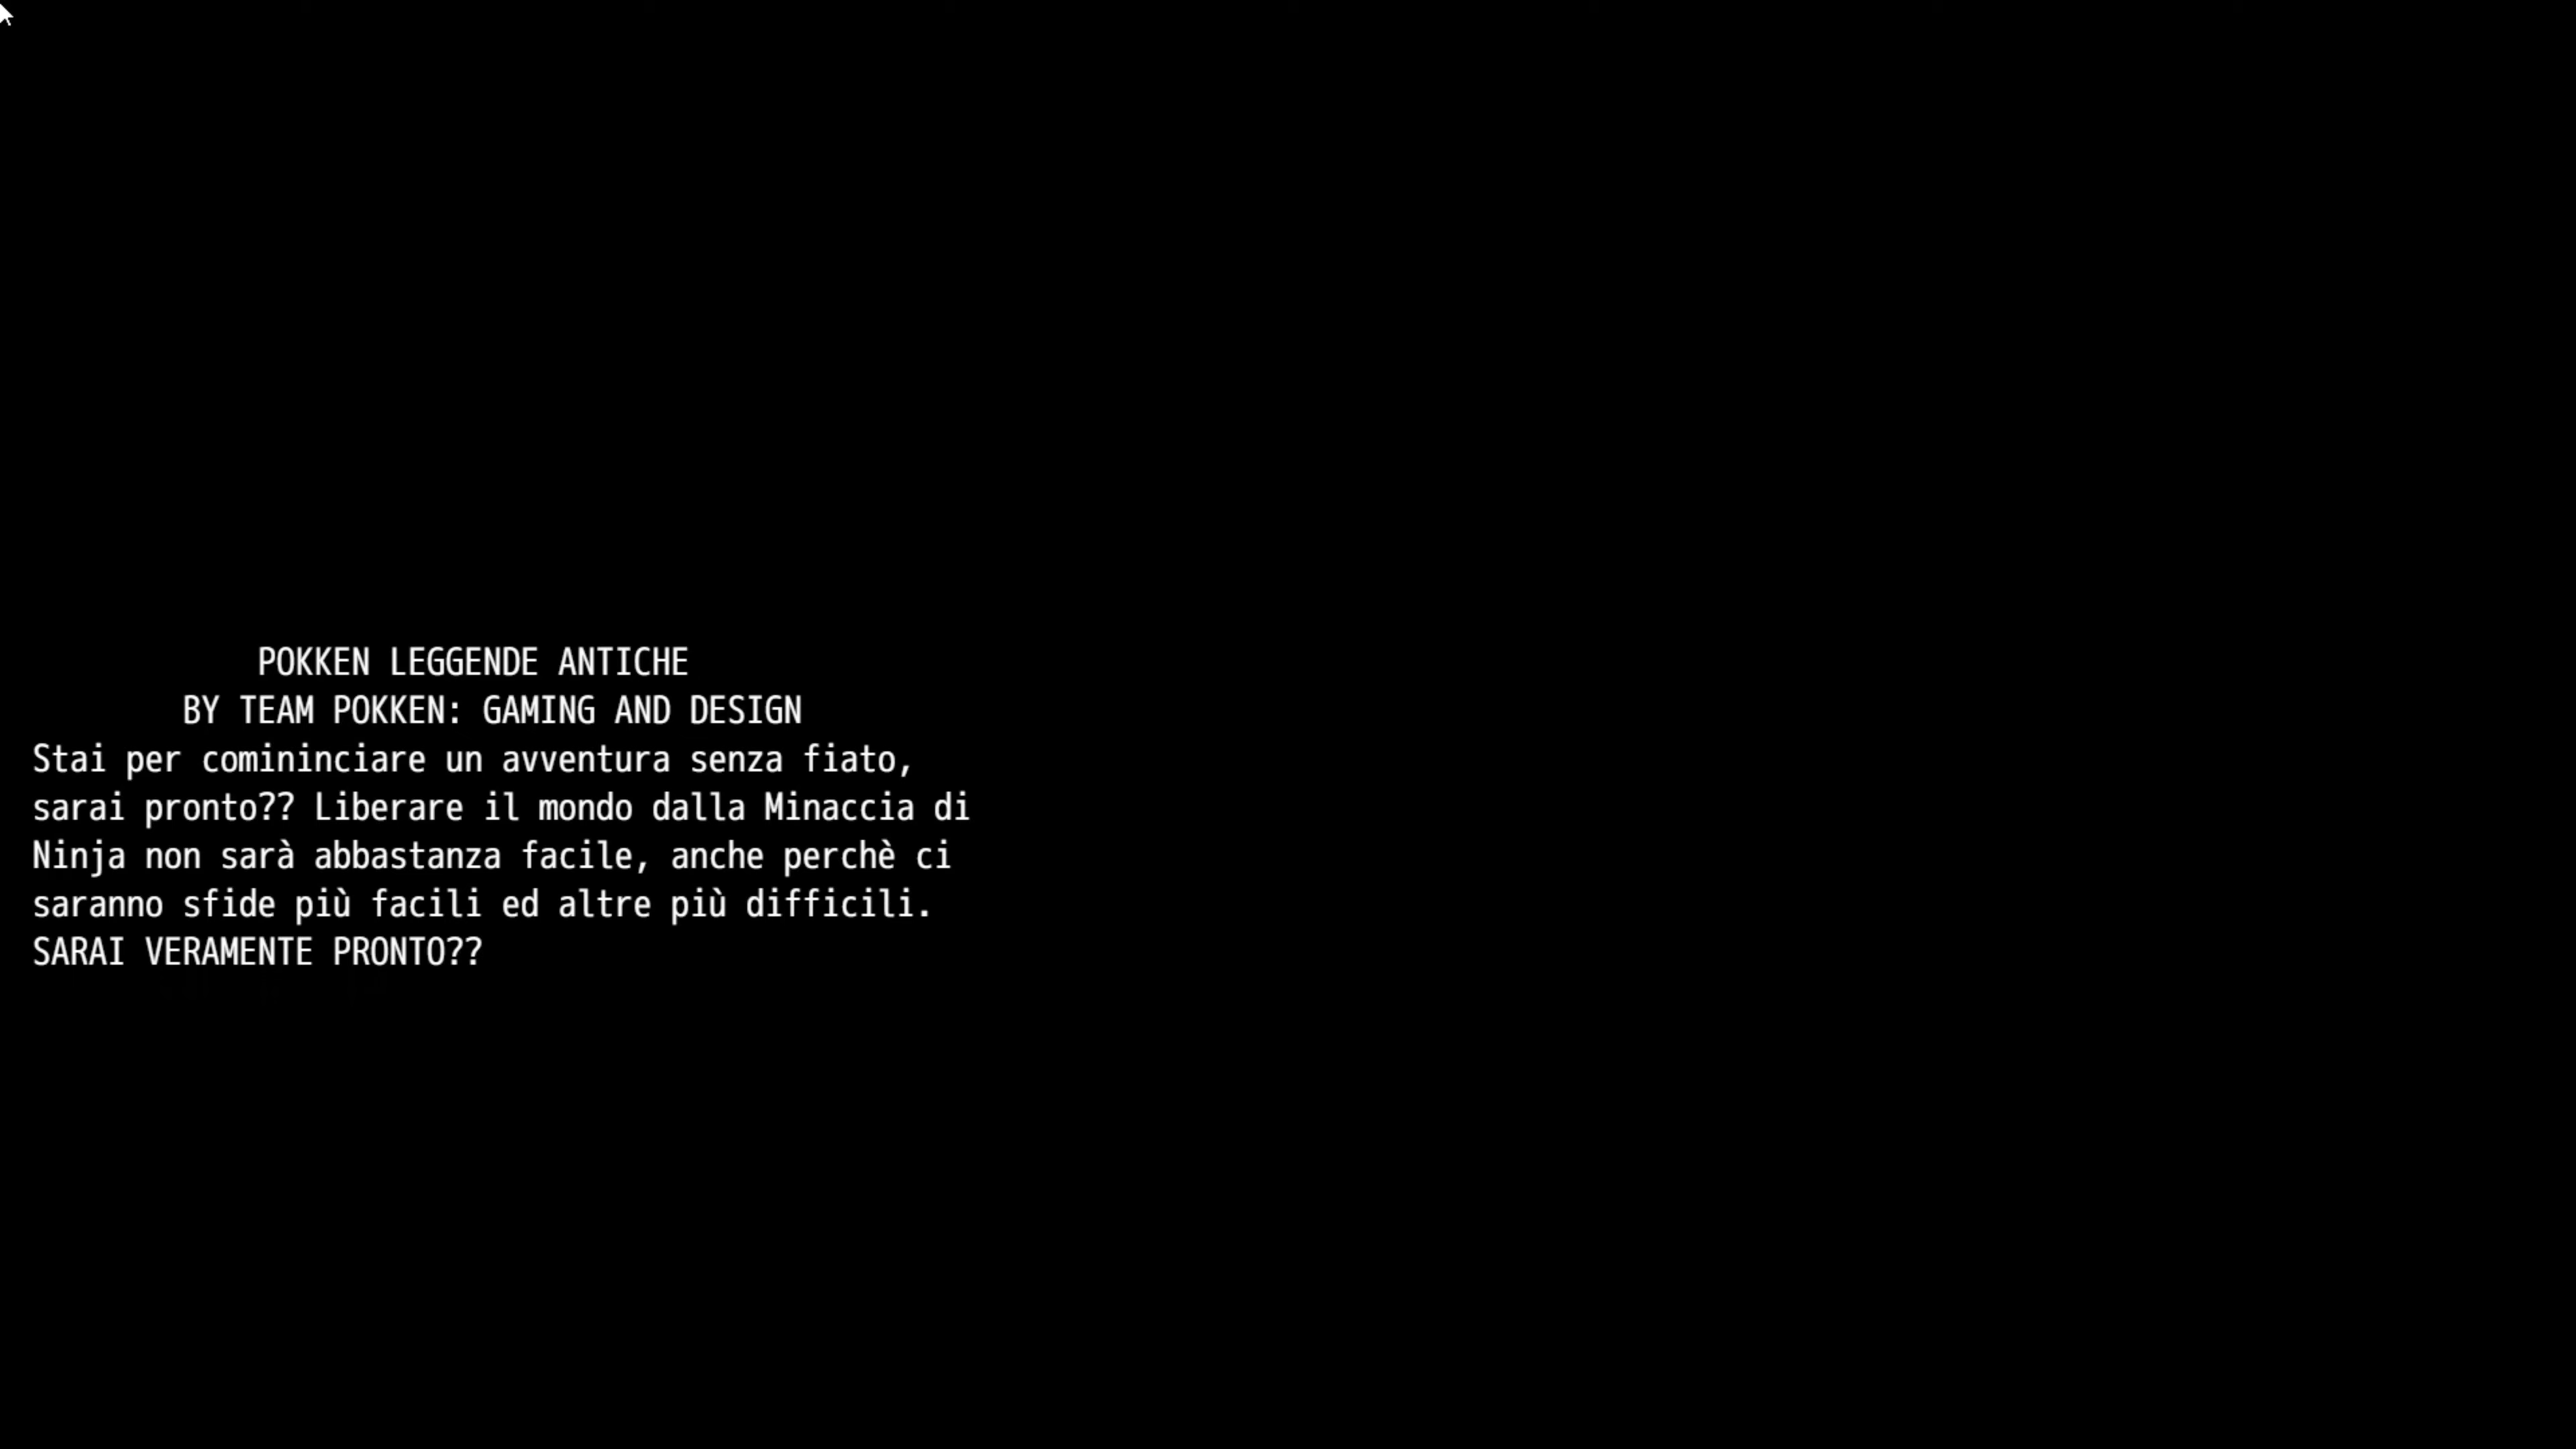 POKKEN LEGGENDE ANTICHE
BY TEAM POKKEN: GAMING AND DESIGN
Stai per comininciare un avventura senza fiato,
sarai pronto?? Liberare il mondo dalla Minaccia di
Ninja non sarà abbastanza facile, anche perchè ci
saranno sfide più facili ed altre più difficili.
SARAI VERAMENTE PRONTO??